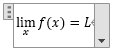 lim f(x) = L
x